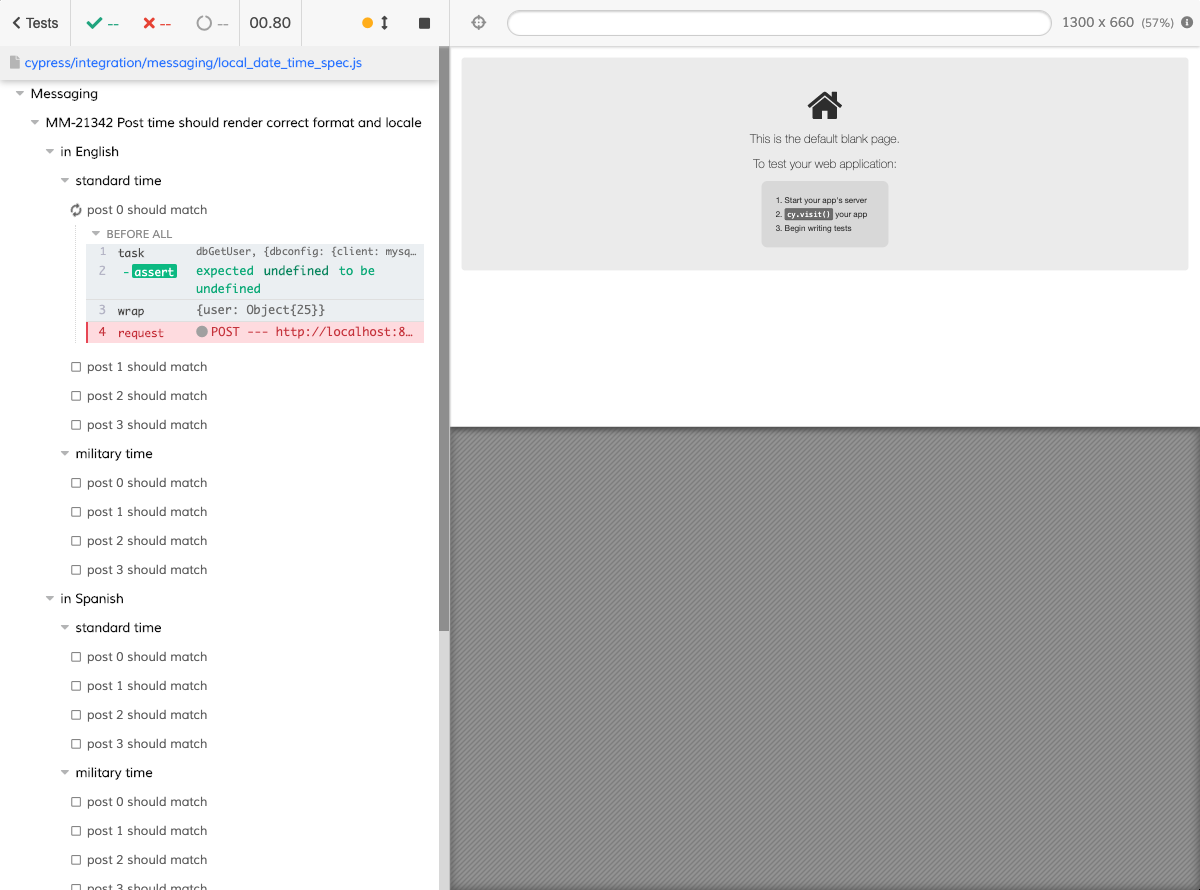 Tests
--
--
--
00.80
1300 x 660 (57%)
cypress/integration/messaging/local_date_time_spec.js
Messaging
MM-21342 Post time should render correct format and locale
in English
standard time
post 0 should match
BEFORE ALL
1 task dbGetUser, {dbconfig: {client: mysq…
2 -assert expected undefined to be
undefined
3 wrap {user: Object{25}}
4 request POST --- http://localhost:8…
post 1 should match
post 2 should match
post 3 should match
military time
post 0 should match
post 1 should match
post 2 should match
post 3 should match
in Spanish
standard time
post 0 should match
post 1 should match
post 2 should match
post 3 should match
military time
post 0 should match
post 1 should match
post 2 should match
post 3 should match
This is the default blank page.
To test your web application:
1. Start your app's server
2. cy.visit() your app
3. Begin writing tests